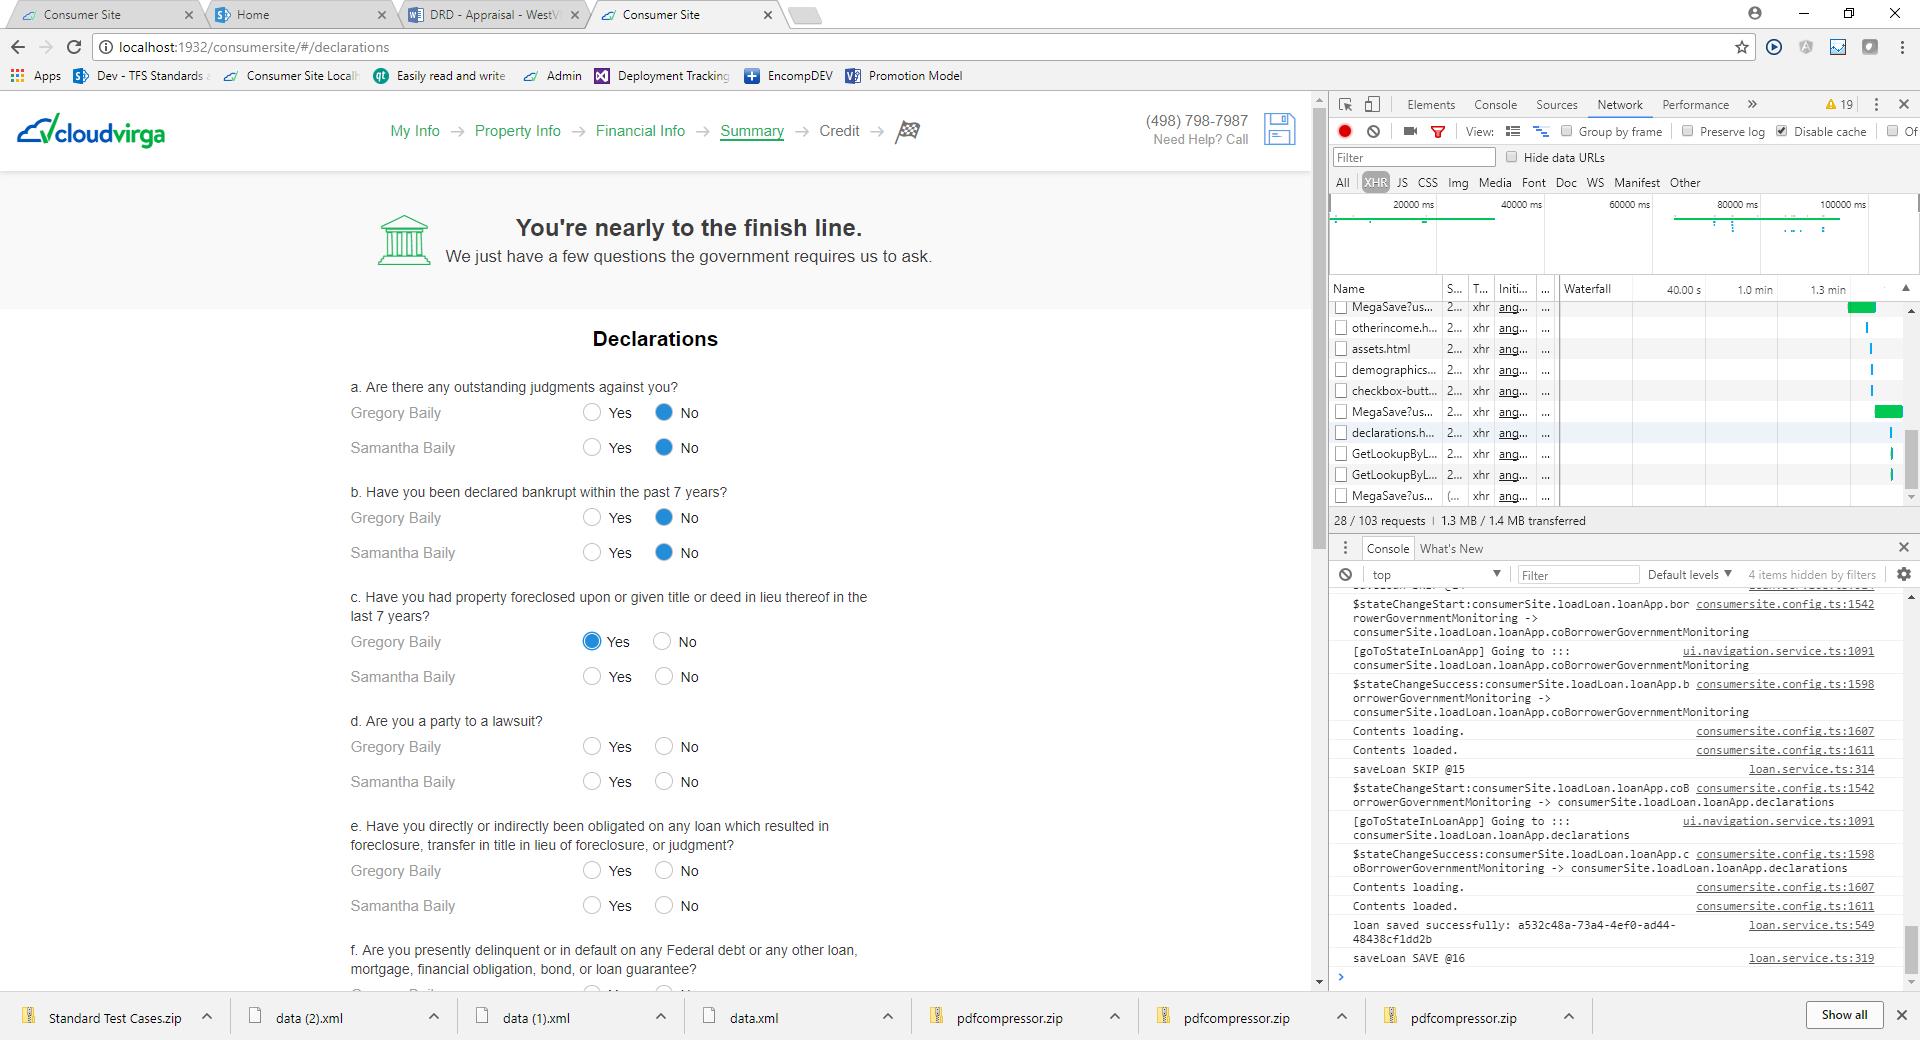 Consumer Site
Home
DRD - Appraisal - WestV
Consumer Site
localhost:1932/consumersite/#/declarations
Apps
Dev - TFS Standards
Consumer Site Local
Easily read and write
Admin
Deployment Tracking
EncompDEV
Promotion Model
cloudvirga
My Info
Property Info
Financial Info
Summary
Credit
(498) 798-7987
Need Help? Call
You're nearly to the finish line.
We just have a few questions the government requires us to ask.
Declarations
a. Are there any outstanding judgments against you?
Gregory Baily Yes No
Samantha Baily Yes No
b. Have you been declared bankrupt within the past 7 years?
Gregory Baily Yes No
Samantha Baily Yes No
c. Have you had property foreclosed upon or given title or deed in lieu thereof in the
last 7 years?
Gregory Baily Yes No
Samantha Baily Yes No
d. Are you a party to a lawsuit?
Gregory Baily Yes No
Samantha Baily Yes No
e. Have you directly or indirectly been obligated on any loan which resulted in
foreclosure, transfer in title in lieu of foreclosure, or judgment?
Gregory Baily Yes No
Samantha Baily Yes No
f. Are you presently delinquent or in default on any Federal debt or any other loan,
mortgage, financial obligation, bond, or loan guarantee?
Elements Console Sources Network Performance 19
View: Group by frame Preserve log Disable cache Of
Filter Hide data URLs
All XHR JS CSS Img Media Font Doc WS Manifest Other
20000 ms 40000 ms 60000 ms 80000 ms 100000 ms
Name S... T... Initi... ... Waterfall 40.00 s 1.0 min 1.3 min
MegaSave?us... 2... xhr ang... ...
otherincome.h... 2... xhr ang... ...
assets.html 2... xhr ang... ...
demographics... 2... xhr ang... ...
checkbox-butt... 2... xhr ang... ...
MegaSave?us... 2... xhr ang... ...
declarations.h... 2... xhr ang... ...
GetLookupByL... 2... xhr ang... ...
GetLookupByL... 2... xhr ang... ...
MegaSave?us... (... xhr ang... ...
28 / 103 requests | 1.3 MB / 1.4 MB transferred
Console What's New
top Filter Default levels 4 items hidden by filters
$stateChangeStart:consumerSite.loadLoan.loanApp.bor consumersite.config.ts:1542
rowerGovernmentMonitoring ->
consumerSite.loadLoan.loanApp.coBorrowerGovernmentMonitoring
[goToStateInLoanApp] Going to ::: ui.navigation.service.ts:1091
consumerSite.loadLoan.loanApp.coBorrowerGovernmentMonitoring
$stateChangeSuccess:consumerSite.loadLoan.loanApp.b consumersite.config.ts:1598
orrowerGovernmentMonitoring ->
consumerSite.loadLoan.loanApp.coBorrowerGovernmentMonitoring
Contents loading. consumersite.config.ts:1607
Contents loaded. consumersite.config.ts:1611
saveLoan SKIP @15 loan.service.ts:314
$stateChangeStart:consumerSite.loadLoan.loanApp.coB consumersite.config.ts:1542
orrowerGovernmentMonitoring -> consumerSite.loadLoan.loanApp.declarations
[goToStateInLoanApp] Going to ::: ui.navigation.service.ts:1091
consumerSite.loadLoan.loanApp.declarations
$stateChangeSuccess:consumerSite.loadLoan.loanApp.c consumersite.config.ts:1598
oBorrowerGovernmentMonitoring -> consumerSite.loadLoan.loanApp.declarations
Contents loading. consumersite.config.ts:1607
Contents loaded. consumersite.config.ts:1611
loan saved successfully: a532c48a-73a4-4ef0-ad44- loan.service.ts:549
48438cf1dd2b
saveLoan SAVE @16 loan.service.ts:319
Standard Test Cases.zip
data (2).xml
data (1).xml
data.xml
pdfcompressor.zip
pdfcompressor.zip
pdfcompressor.zip
Show all